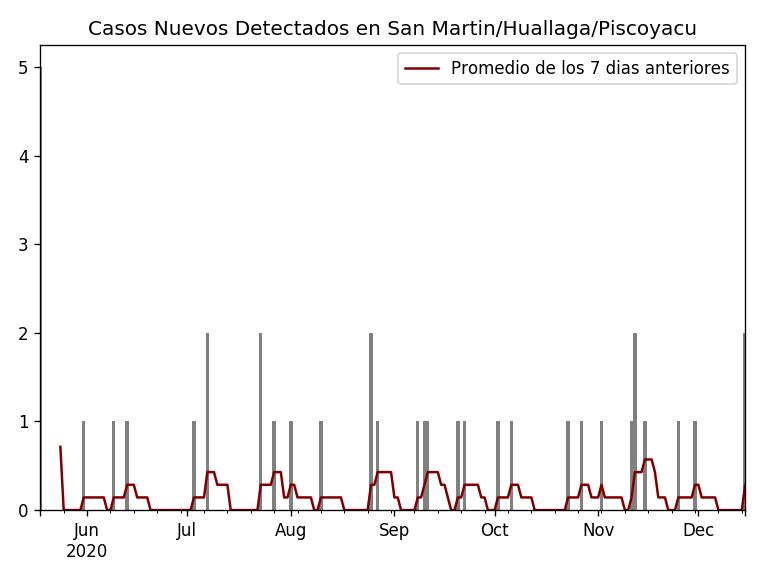 Casos Nuevos Detectados en San Martin/Huallaga/Piscoyacu
Promedio de los 7 dias anteriores
5
4
3
2
1
0
Jun Jul Aug Sep Oct Nov Dec
2020